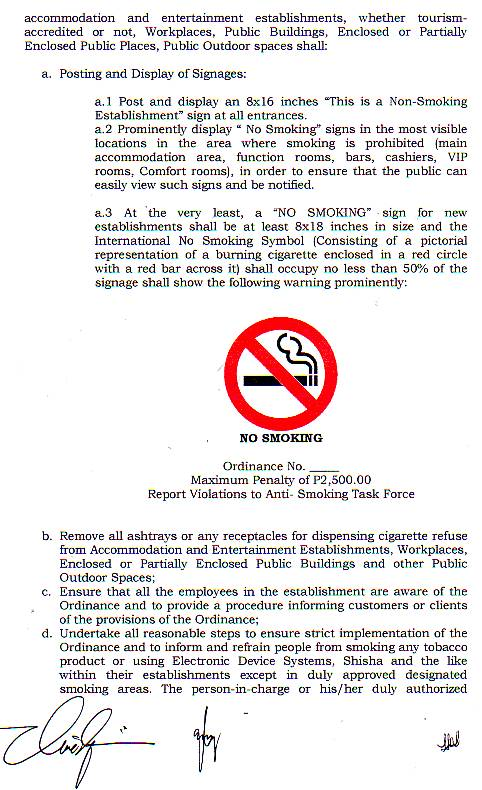 accommodation and entertainment establishments, whether tourism-
accredited or not, Workplaces, Public Buildings, Enclosed or Partially
Enclosed Public Places, Public Outdoor spaces shall:
a. Posting and Display of Signages:
a.1 Post and display an 8x16 inches “This is a Non-Smoking
Establishment” sign at all entrances.
a.2 Prominently display “ No Smoking” signs in the most visible
locations in the area where smoking is prohibited (main
accommodation area, function rooms, bars, cashiers, VIP
rooms, Comfort rooms), in order to ensure that the public can
easily view such signs and be notified.
a.3 At the very least, a “NO SMOKING” sign for new
establishments shall be at least 8x18 inches in size and the
International No Smoking Symbol (Consisting of a pictorial
representation of a burning cigarette enclosed in a red circle
with a red bar across it) shall occupy no less than 50% of the
signage shall show the following warning prominently:
NO SMOKING
Ordinance No. _____
Maximum Penalty of P2,500.00
Report Violations to Anti- Smoking Task Force
b. Remove all ashtrays or any receptacles for dispensing cigarette refuse
from Accommodation and Entertainment Establishments, Workplaces,
Enclosed or Partially Enclosed Public Buildings and other Public
Outdoor Spaces;
c. Ensure that all the employees in the establishment are aware of the
Ordinance and to provide a procedure informing customers or clients
of the provisions of the Ordinance;
d. Undertake all reasonable steps to ensure strict implementation of the
Ordinance and to inform and refrain people from smoking any tobacco
product or using Electronic Device Systems, Shisha and the like
within their establishments except in duly approved designated
smoking areas. The person-in-charge or his/her duly authorized